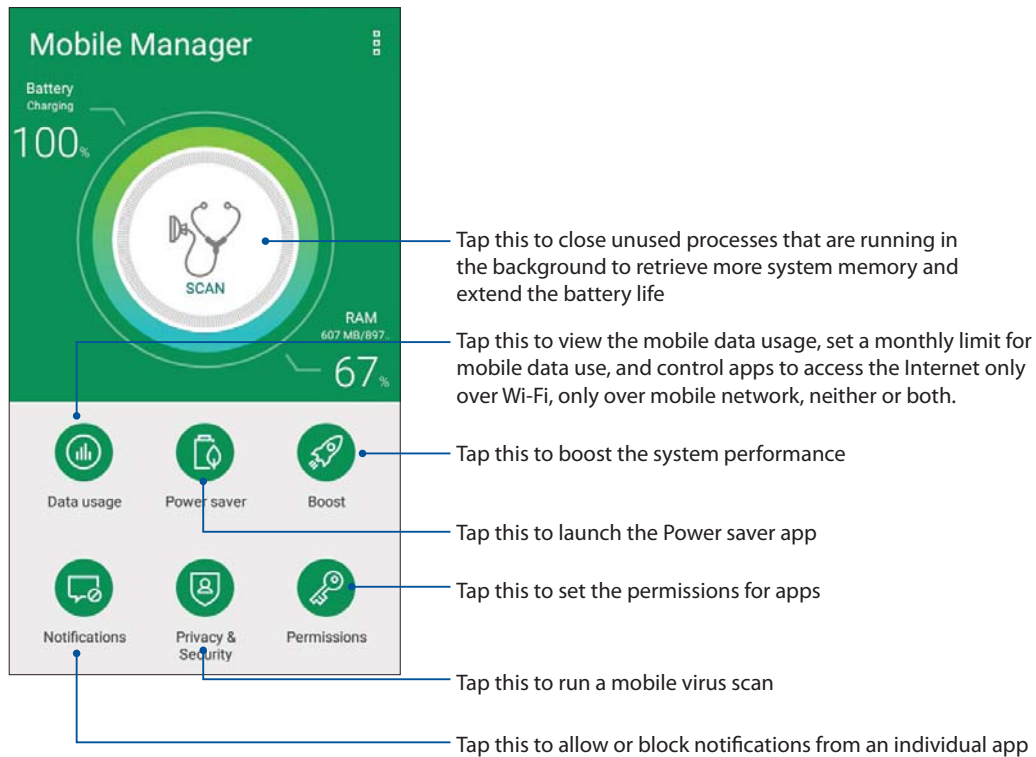 Mobile Manager
Battery
Charging
100%
SCAN
RAM
607 MB/897..
67%
Data usage
Power saver
Boost
Notifications
Privacy &
Security
Permissions
Tap this to close unused processes that are running in
the background to retrieve more system memory and
extend the battery life
Tap this to view the mobile data usage, set a monthly limit for
mobile data use, and control apps to access the Internet only
over Wi-Fi, only over mobile network, neither or both.
Tap this to boost the system performance
Tap this to launch the Power saver app
Tap this to set the permissions for apps
Tap this to run a mobile virus scan
Tap this to allow or block notifications from an individual app